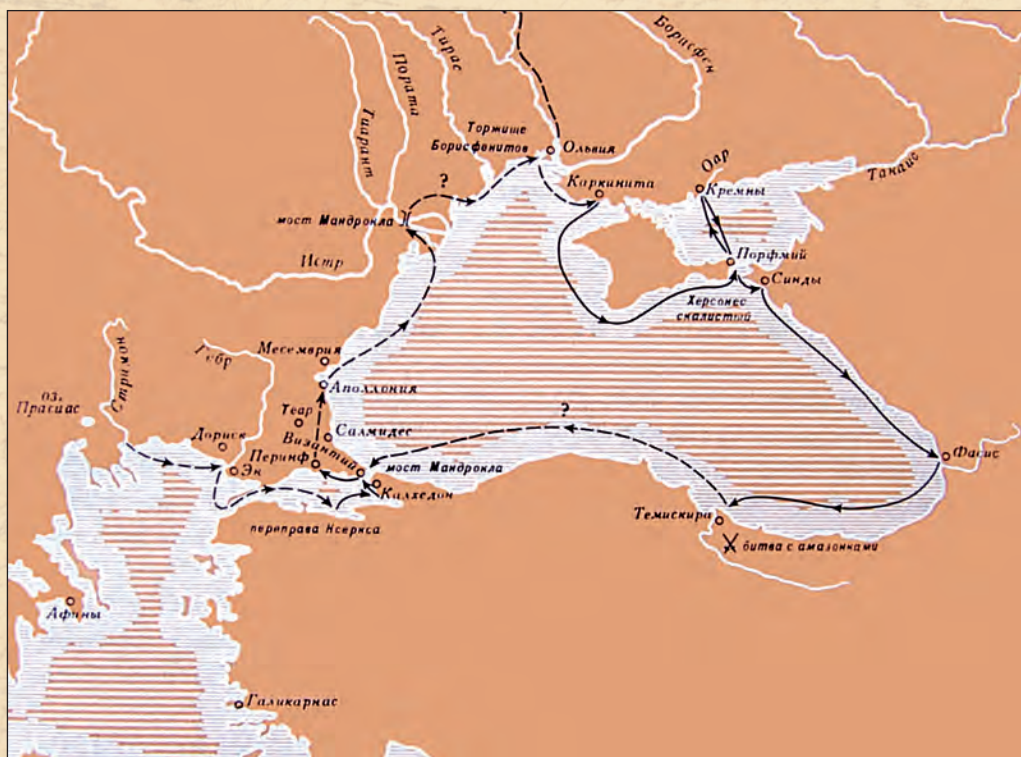 Тиарант
Пората
Тирас
Борисфен
Торжище
Борисфенитов
Ольвия
Каркинита
Оар
Кремны
Танаис
?
мост Мандрокла
Истр
Порфмий
Синды
Херсонес
скалистый
Месемврия
Гебр
Стримон
оз.
Прасиас
Аполлония
Теар
Салмидес
Дориск
Византий
Перинф
Эк
мост Мандрокла
Калхедон
переправа Ксеркса
?
Фасис
Темискира
битва с амазонками
Афины
Галикарнас